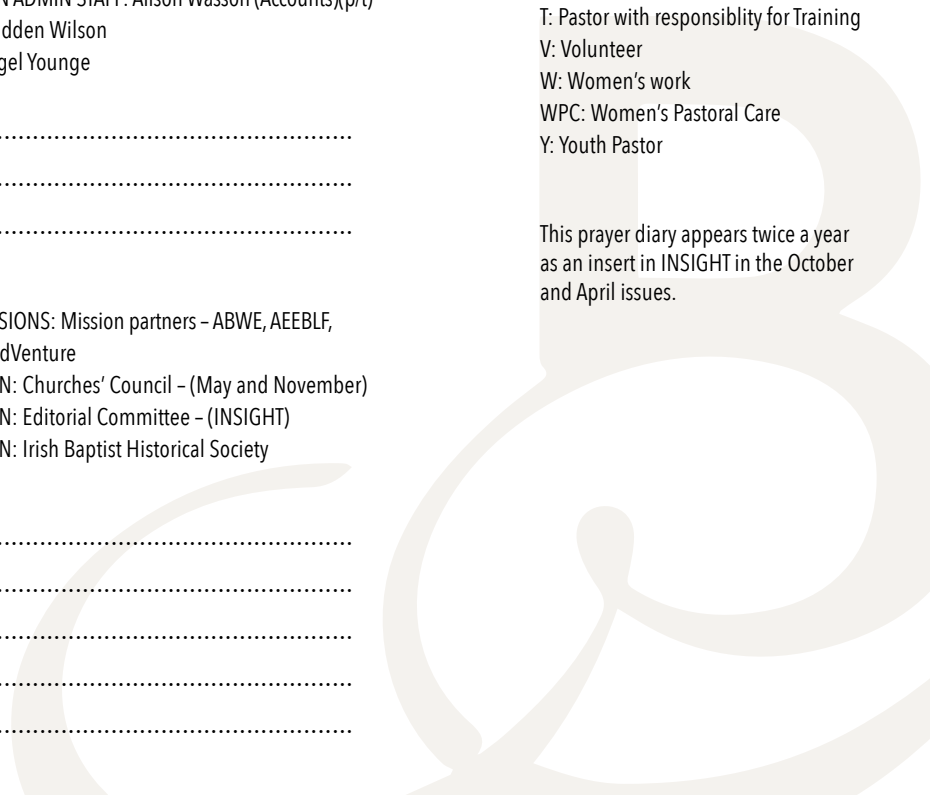 ADMIN STAFF: Alison Wasson (Accounts)(p/t)
dden Wilson
gel Younge
SIONS: Mission partners – ABWE, AEEBLF,
dVenture
N: Churches’ Council – (May and November)
N: Editorial Committee – (INSIGHT)
N: Irish Baptist Historical Society
T: Pastor with responsiblity for Training
V: Volunteer
W: Women’s work
WPC: Women’s Pastoral Care
Y: Youth Pastor
This prayer diary appears twice a year
as an insert in INSIGHT in the October
and April issues.